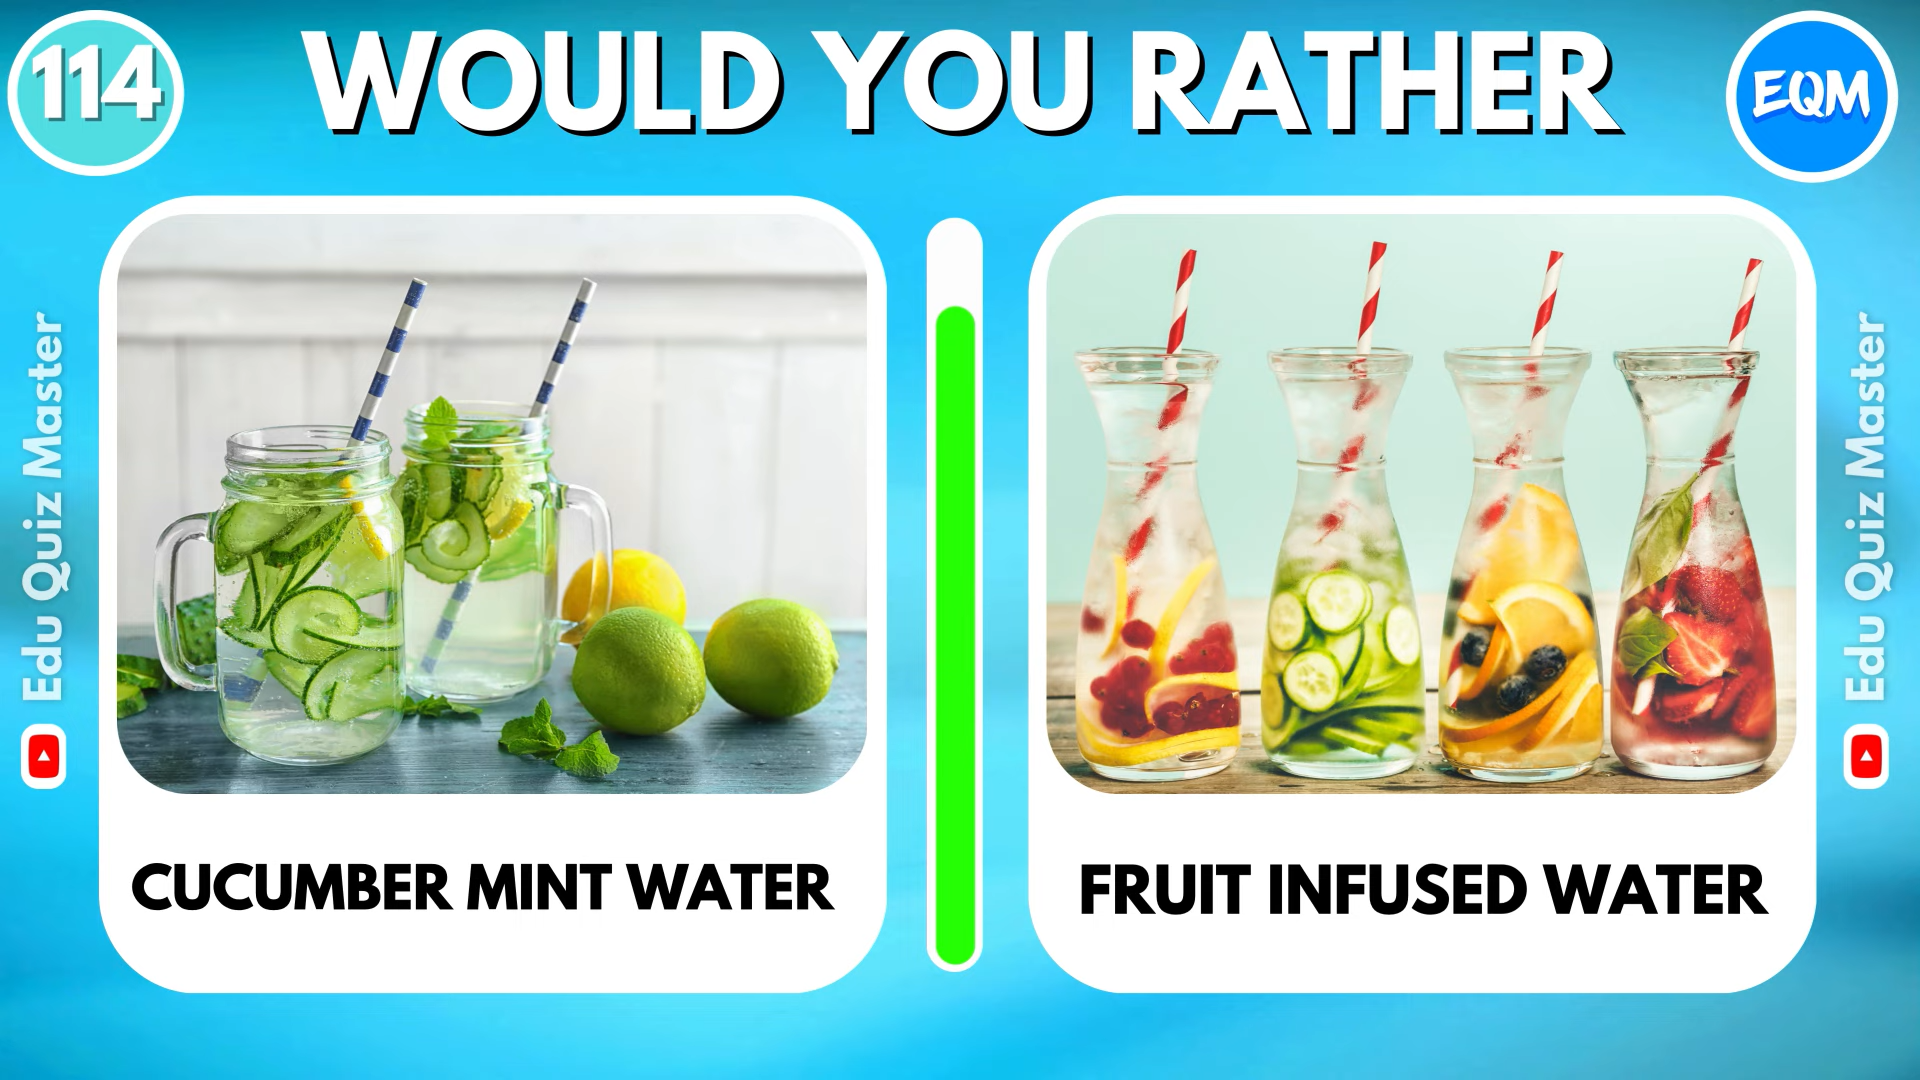 114
WOULD YOU RATHER
EQM
Edu Quiz Master
CUCUMBER MINT WATER
FRUIT INFUSED WATER
Edu Quiz Master